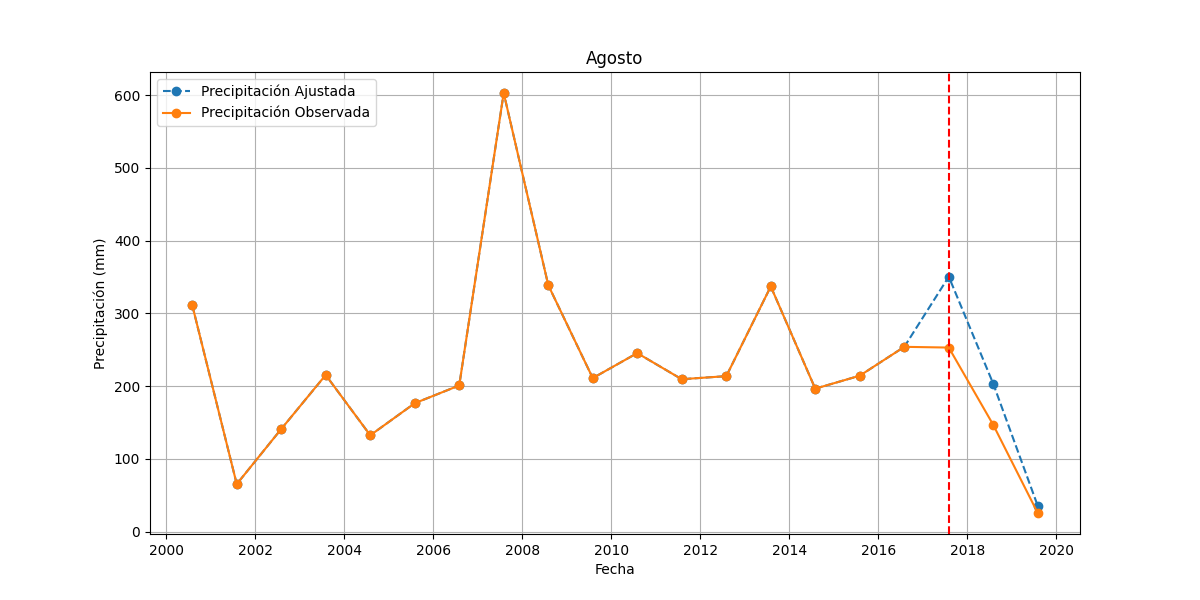 Agosto
Precipitación Ajustada
Precipitación Observada
Precipitación (mm)
600
500
400
300
200
100
0
2000 2002 2004 2006 2008 2010 2012 2014 2016 2018 2020
Fecha